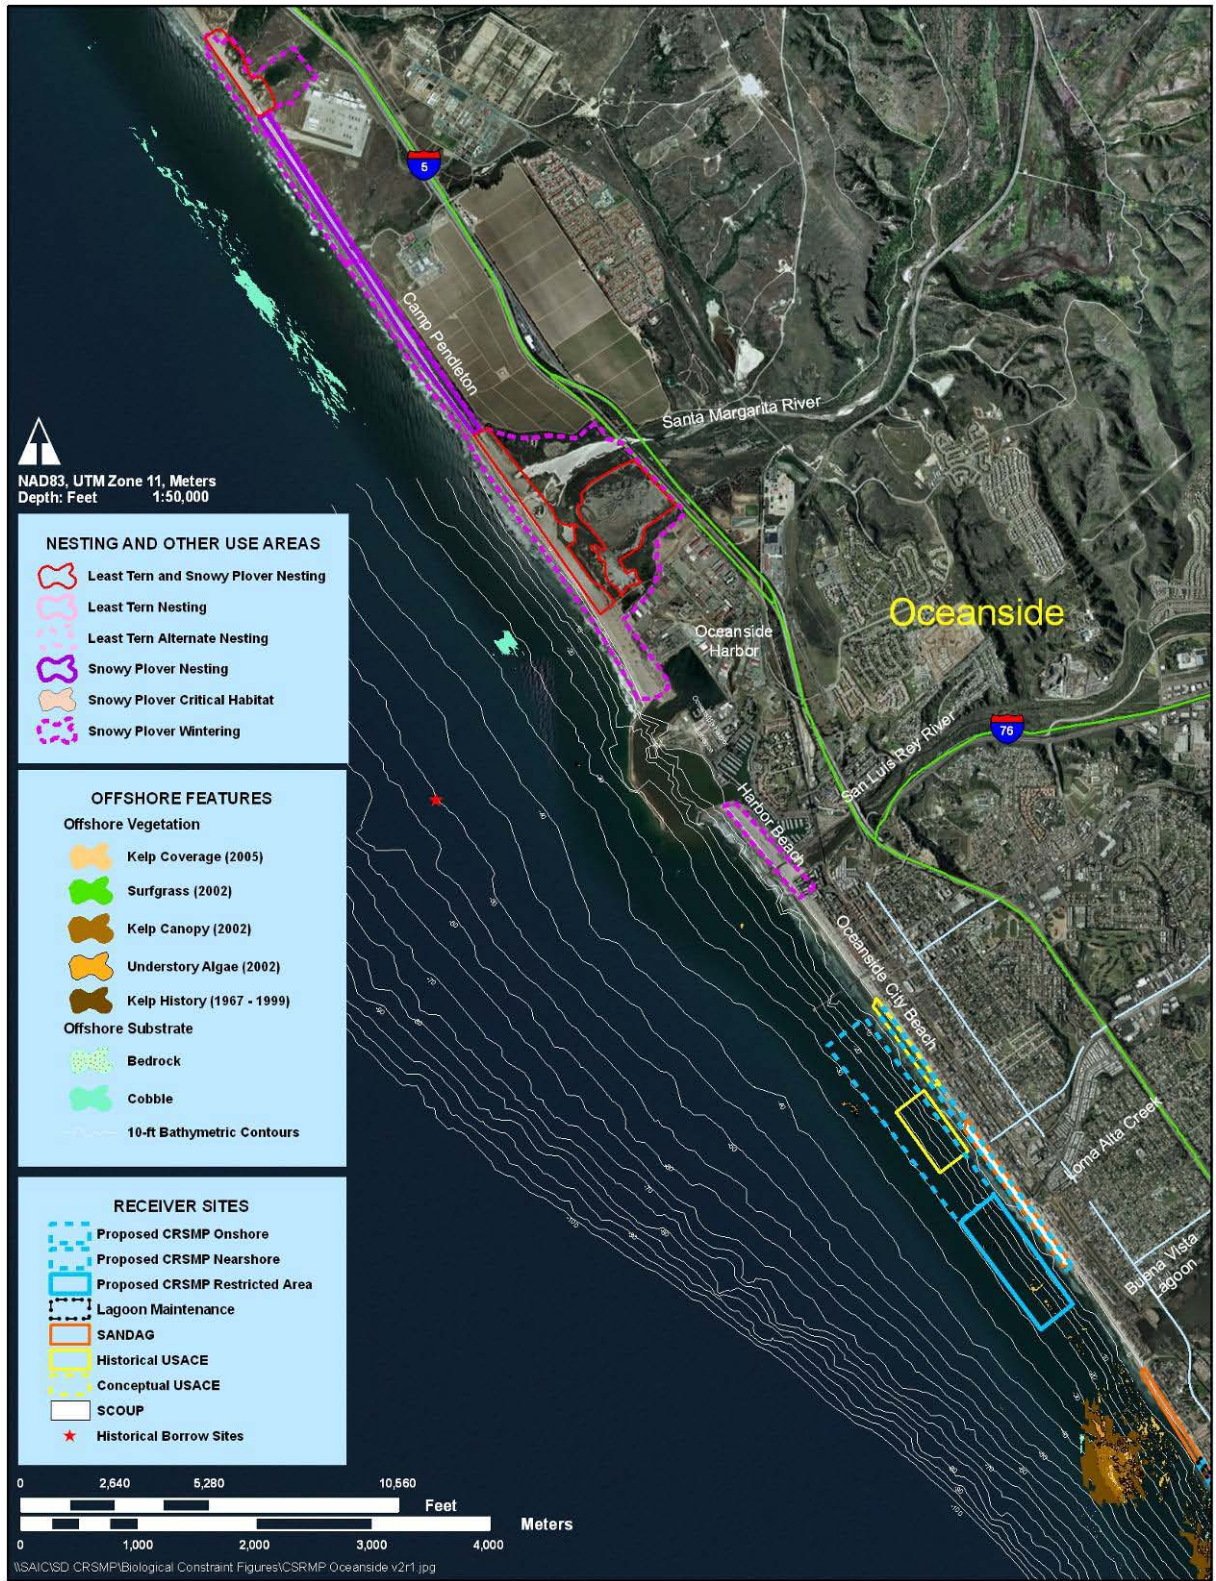 5
Camp Pendleton
Santa Margarita River
NAD83, UTM Zone 11, Meters
Depth: Feet 1:50,000
NESTING AND OTHER USE AREAS
Least Tern and Snowy Plover Nesting
Least Tern Nesting
Least Tern Alternate Nesting
Snowy Plover Nesting
Snowy Plover Critical Habitat
Snowy Plover Wintering
Oceanside
Oceanside
Harbor
76
San Luis Rey River
Harbor Beach
Oceanside City Beach
Loma Alta Creek
Buena Vista
Lagoon
OFFSHORE FEATURES
Offshore Vegetation
Kelp Coverage (2005)
Surfgrass (2002)
Kelp Canopy (2002)
Understory Algae (2002)
Kelp History (1967 - 1999)
Offshore Substrate
Bedrock
Cobble
10-ft Bathymetric Contours
RECEIVER SITES
Proposed CRSMP Onshore
Proposed CRSMP Nearshore
Proposed CRSMP Restricted Area
Lagoon Maintenance
SANDAG
Historical USACE
Conceptual USACE
SCOUP
Historical Borrow Sites
0 2,640 5,280 10,560
Feet
Meters
0 1,000 2,000 3,000 4,000
\\SAIC\SD CRSMP\Biological Constraint Figures\CSRMP Oceanside v2r1.jpg